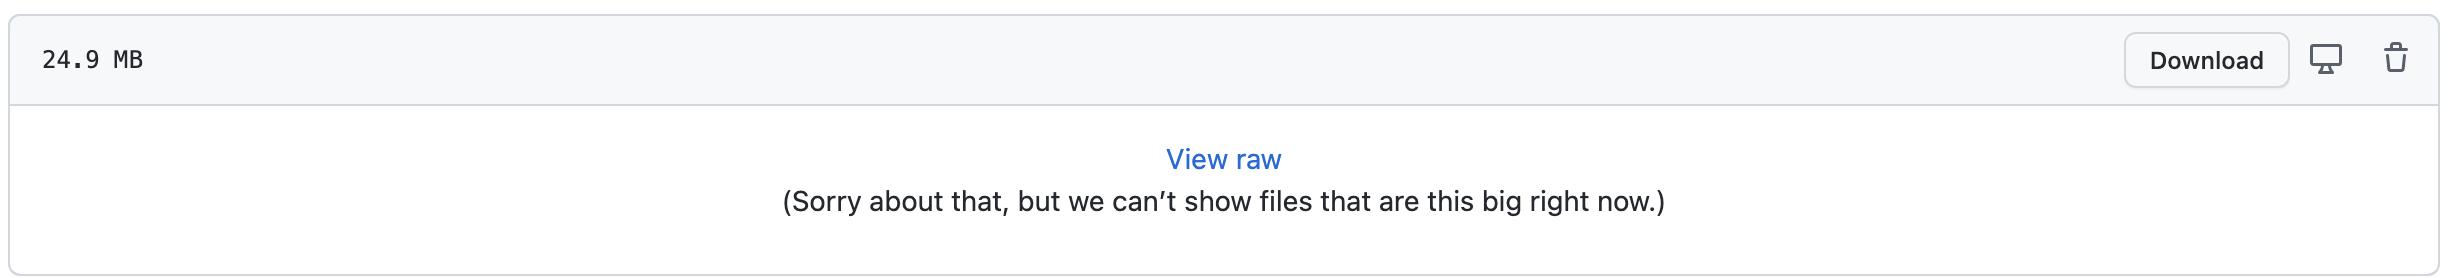 24.9 MB
Download
View raw
(Sorry about that, but we can’t show files that are this big right now.)